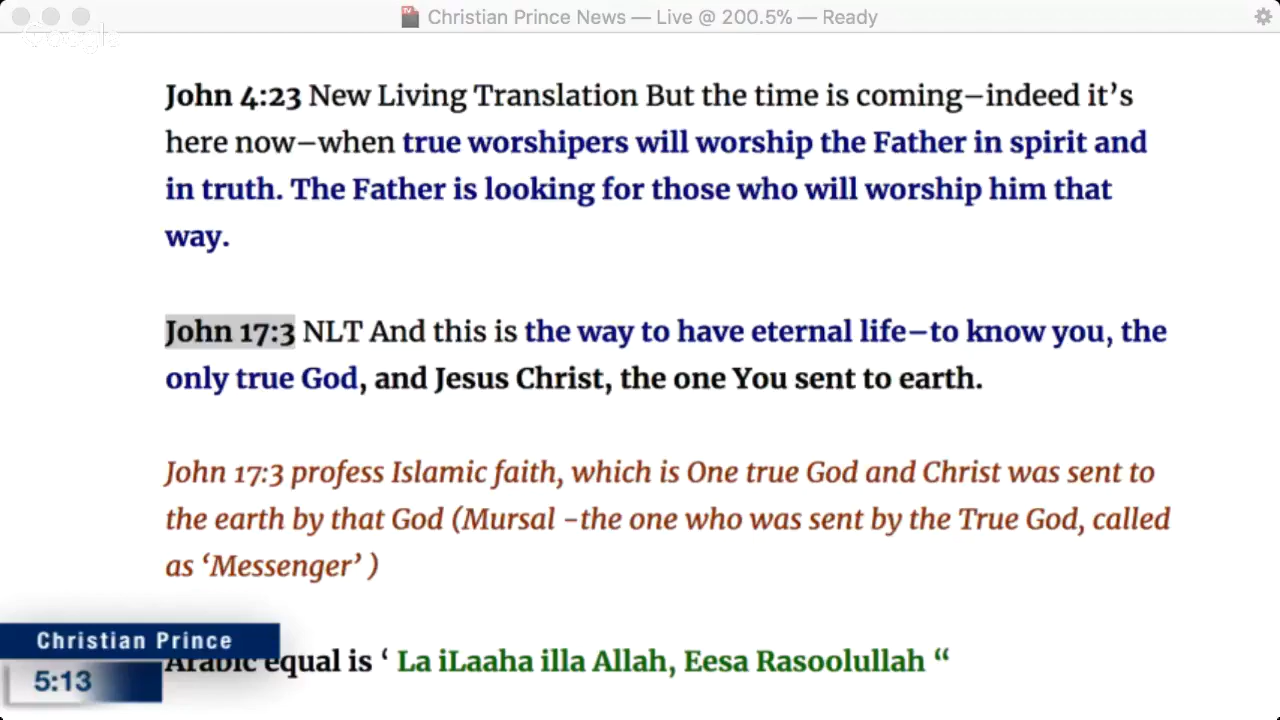 Christian Prince News — Live @ 200.5% — Ready
Google
John 4:23 New Living Translation But the time is coming–indeed it’s
here now–when true worshipers will worship the Father in spirit and
in truth. The Father is looking for those who will worship him that
way.
John 17:3 NLT And this is the way to have eternal life–to know you, the
only true God, and Jesus Christ, the one You sent to earth.
John 17:3 profess Islamic faith, which is One true God and Christ was sent to
the earth by that God (Mursal -the one who was sent by the True God, called
as ‘Messenger’ )
Christian Prince
Arabic equal is ‘ La iLaaha illa Allah, Eesa Rasoolullah “
5:13